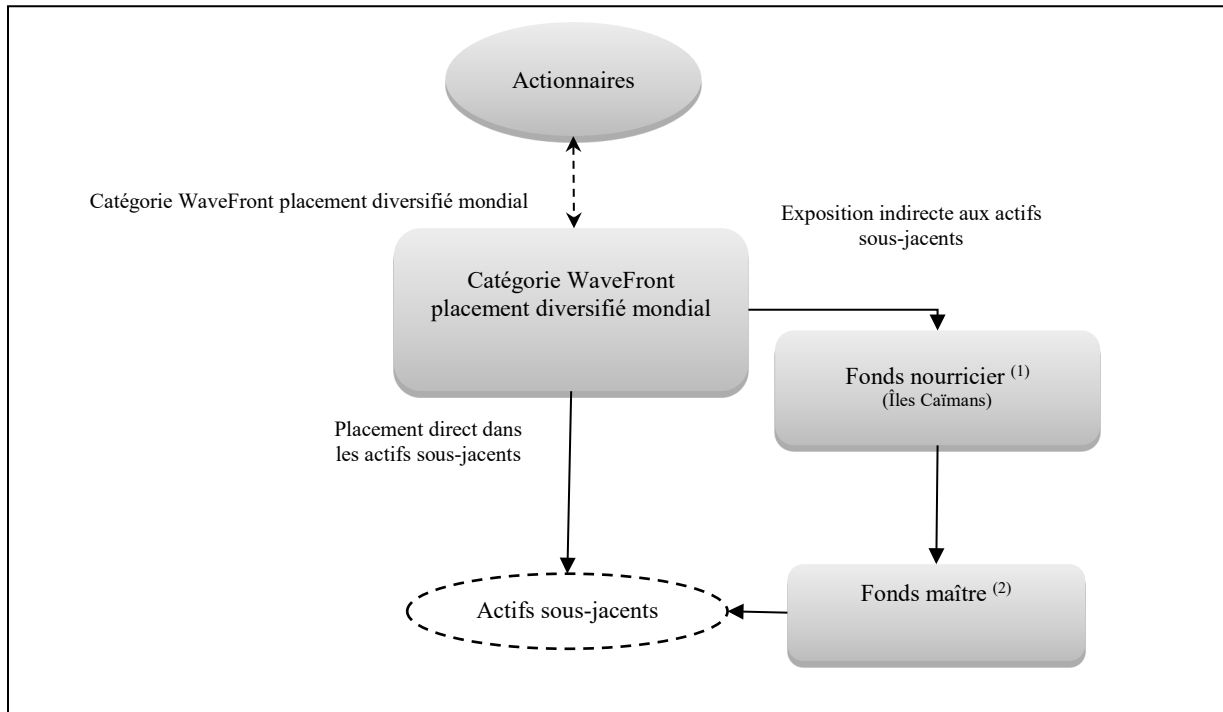 Actionnaires
Catégorie WaveFront placement diversifié mondial
Exposition indirecte aux actifs
sous-jacents
Catégorie WaveFront
placement diversifié mondial
Fonds nourricier (1)
(Îles Caïmans)
Placement direct dans
les actifs sous-jacents
Actifs sous-jacents
Fonds maître (2)